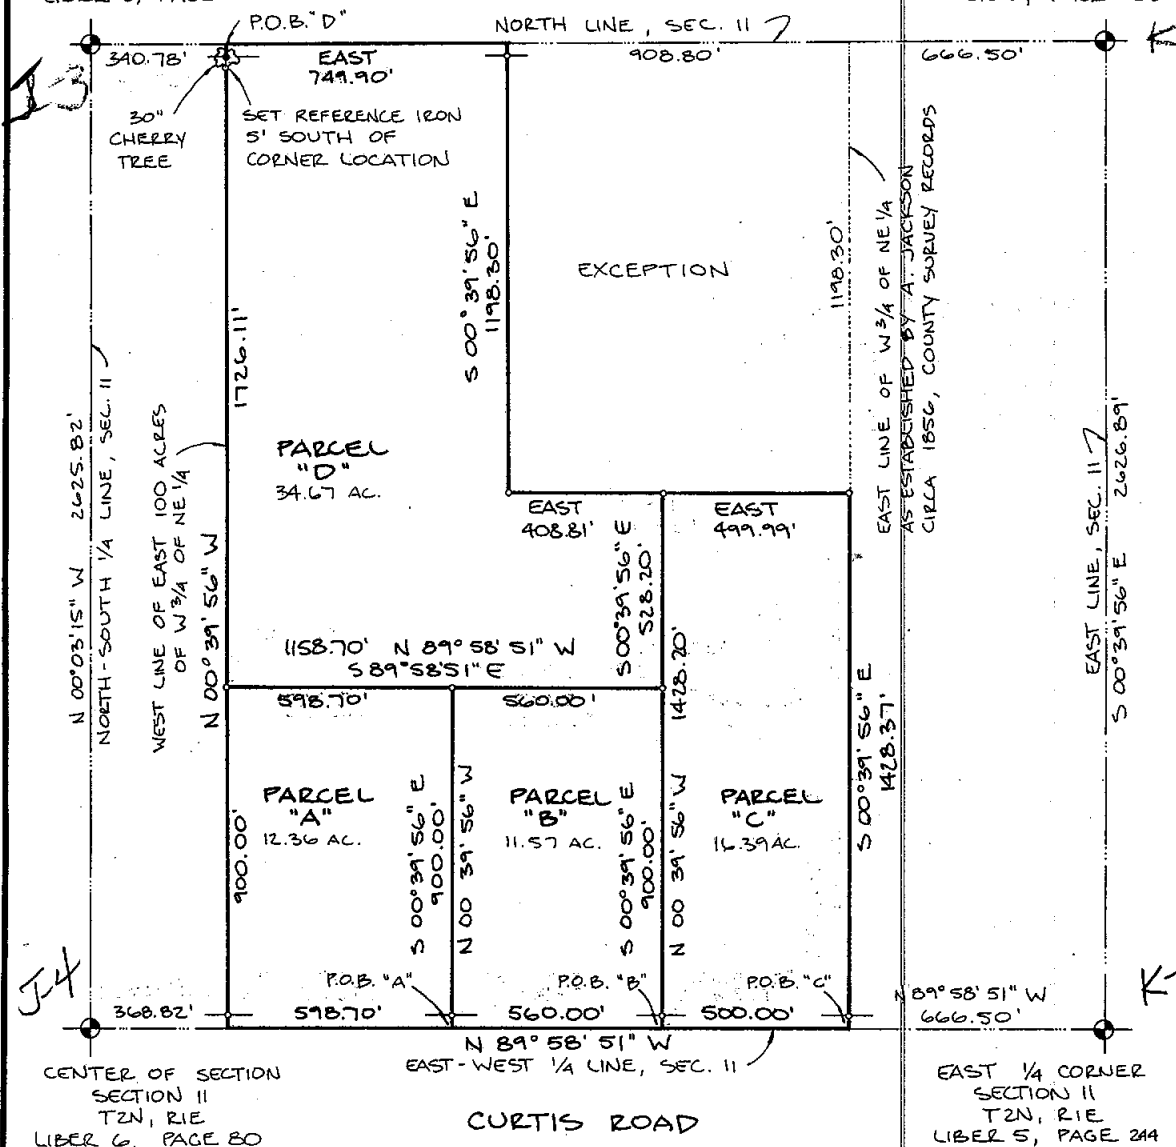 P.O.B. "D"
NORTH LINE, SEC. 11
340.78'
EAST
749.90'
908.80'
666.50'
30"
CHERRY
TREE
SET REFERENCE IRON
5' SOUTH OF
CORNER LOCATION
S 00°39'56" E
1198.30'
EXCEPTION
1198.30'
EAST LINE OF W 3/4 OF NE 1/4
AS ESTABLISHED BY A. JACKSON
CIRCA 1856, COUNTY SURVEY RECORDS
1726.11'
N 00°03'15" W 2625.82'
NORTH-SOUTH 1/4 LINE, SEC. 11
WEST LINE OF EAST 100 ACRES
OF W 3/4 OF NE 1/4
N 00°39'56" W
PARCEL
"D"
34.67 AC.
EAST
408.81'
EAST
499.99'
S 00°39'56" E
528.20'
EAST LINE, SEC. 11
S 00°39'56" E 2626.89'
1158.70' N 89°58'51" W
S 89°58'51" E
598.70'
560.00'
1428.20'
S 00°39'56" E
1428.37'
PARCEL
"A"
12.36 AC.
PARCEL
"B"
11.57 AC.
PARCEL
"C"
16.39 AC.
900.00'
S 00°39'56" E
900.00'
N 00 39'56" W
S 00°39'56" E
900.00'
N 00 39'56" W
J-4
P.O.B. "A"
P.O.B. "B"
P.O.B. "C"
368.82'
598.70'
560.00'
500.00'
N 89°58'51" W
666.50'
N 89°58'51" W
EAST-WEST 1/4 LINE, SEC. 11
CENTER OF SECTION
SECTION 11
T2N, R1E
LIBER 6, PAGE 80
CURTIS ROAD
EAST 1/4 CORNER
SECTION 11
T2N, R1E
LIBER 5, PAGE 244